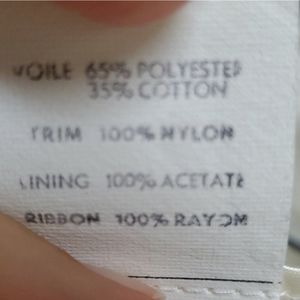 VOILE 65% POLYESTER
35% COTTON
TRIM 100% NYLON
LINING 100% ACETATE
RIBBON 100% RAYON